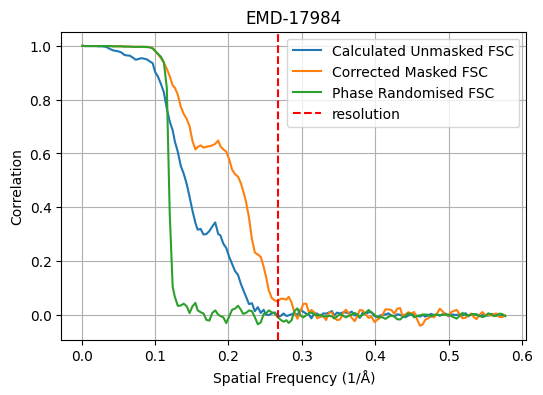 EMD-17984
Calculated Unmasked FSC
Corrected Masked FSC
Phase Randomised FSC
resolution
Correlation
1.0
0.8
0.6
0.4
0.2
0.0
0.0 0.1 0.2 0.3 0.4 0.5 0.6
Spatial Frequency (1/Å)